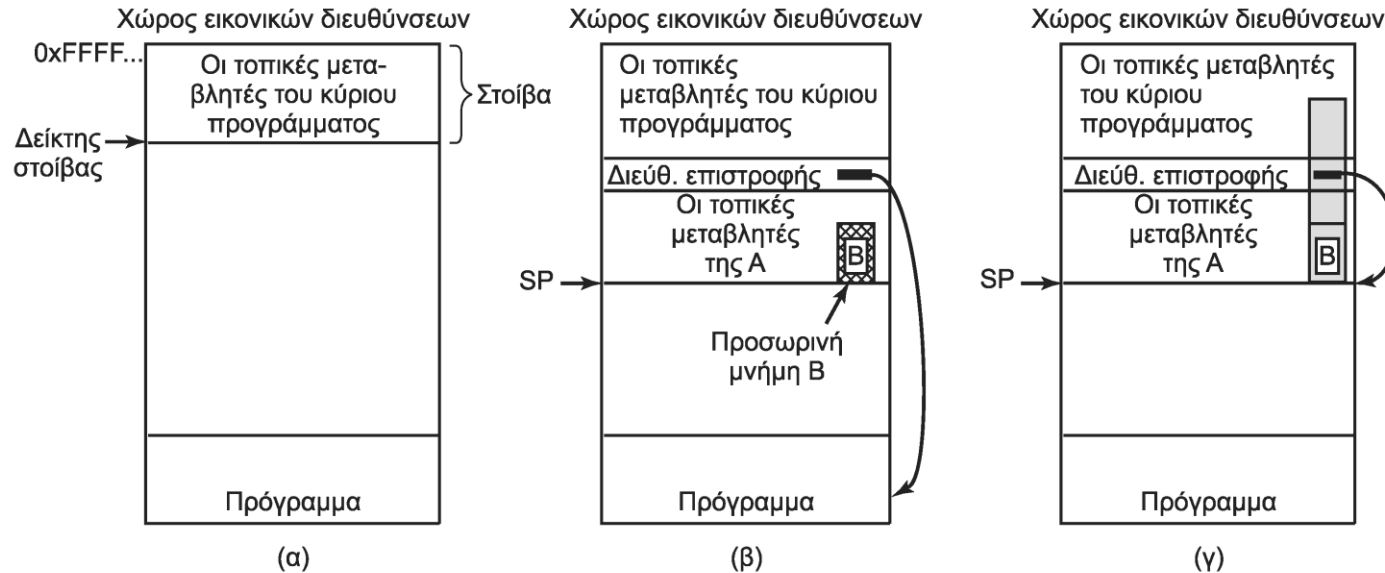 Χώρος εικονικών διευθύνσεων
0xFFFF...
Οι τοπικές μετα-
βλητές του κύριου
προγράμματος
Στοίβα
Δείκτης
στοίβας
Πρόγραμμα
(α)
Χώρος εικονικών διευθύνσεων
Οι τοπικές
μεταβλητές του κύριου
προγράμματος
Διεύθ. επιστροφής
Οι τοπικές
μεταβλητές
της Α
B
SP
Προσωρινή
μνήμη B
Πρόγραμμα
(β)
Χώρος εικονικών διευθύνσεων
Οι τοπικές μεταβλητές
του κύριου
προγράμματος
Διεύθ. επιστροφής
Οι τοπικές
μεταβλητές
της Α
B
SP
Πρόγραμμα
(γ)